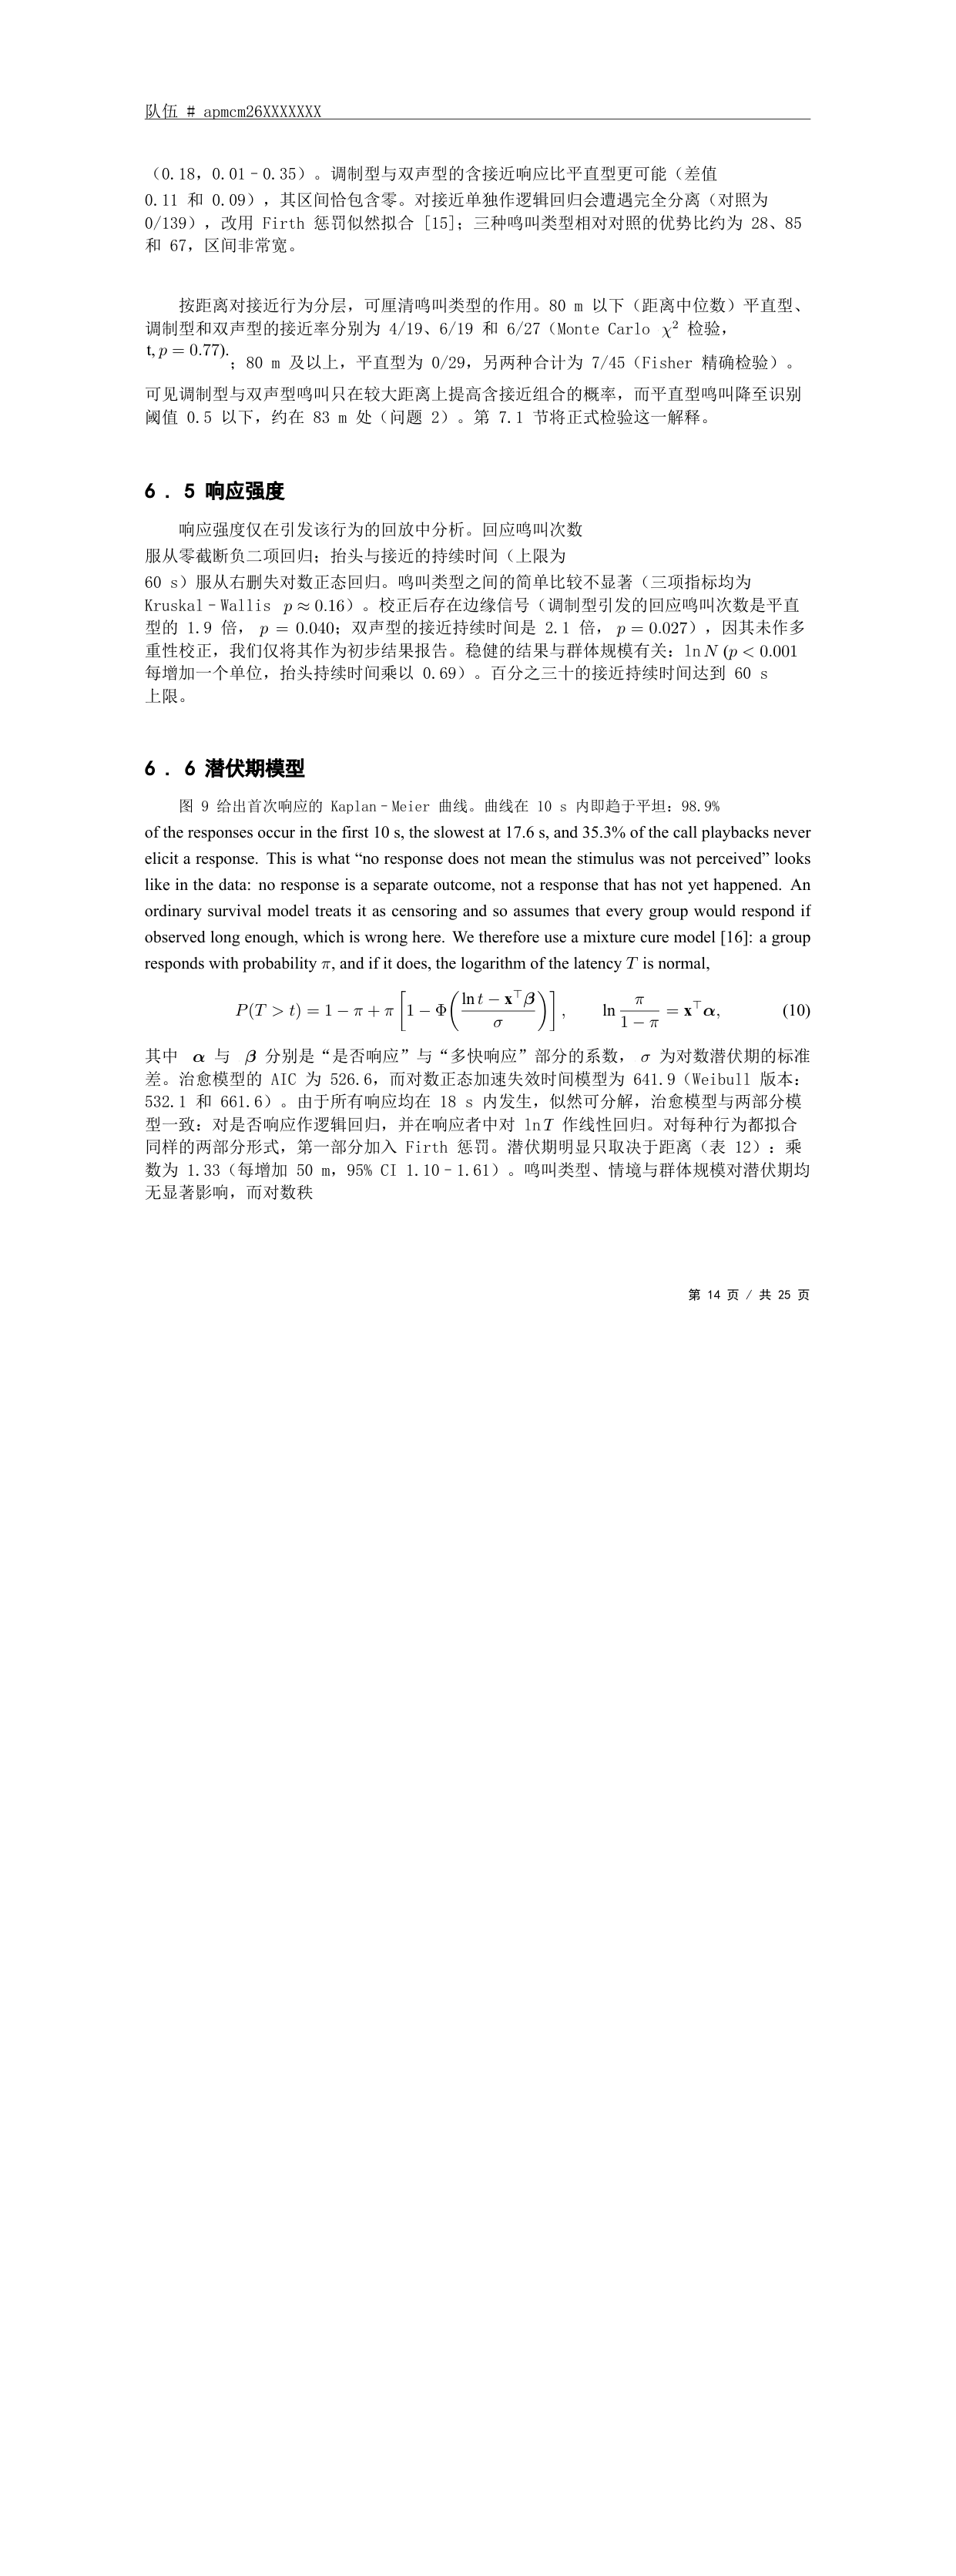 队伍 # apmcm26XXXXXXX
（0.18，0.01–0.35）。调制型与双声型的含接近响应比平直型更可能（差值
0.11 和 0.09），其区间恰包含零。对接近单独作逻辑回归会遭遇完全分离（对照为
0/139），改用 Firth 惩罚似然拟合 [15]；三种鸣叫类型相对对照的优势比约为 28、85
和 67，区间非常宽。
按距离对接近行为分层，可厘清鸣叫类型的作用。80 m 以下（距离中位数）平直型、
调制型和双声型的接近率分别为 4/19、6/19 和 6/27（Monte Carlo χ² 检验，
t, p = 0.77).
；80 m 及以上，平直型为 0/29，另两种合计为 7/45（Fisher 精确检验）。
可见调制型与双声型鸣叫只在较大距离上提高含接近组合的概率，而平直型鸣叫降至识别
阈值 0.5 以下，约在 83 m 处（问题 2）。第 7.1 节将正式检验这一解释。
6 . 5 响应强度
响应强度仅在引发该行为的回放中分析。回应鸣叫次数
服从零截断负二项回归；抬头与接近的持续时间（上限为
60 s）服从右删失对数正态回归。鸣叫类型之间的简单比较不显著（三项指标均为
Kruskal–Wallis p ≈ 0.16）。校正后存在边缘信号（调制型引发的回应鸣叫次数是平直
型的 1.9 倍， p = 0.040；双声型的接近持续时间是 2.1 倍， p = 0.027），因其未作多
重性校正，我们仅将其作为初步结果报告。稳健的结果与群体规模有关：ln N (p < 0.001
每增加一个单位，抬头持续时间乘以 0.69）。百分之三十的接近持续时间达到 60 s
上限。
6 . 6 潜伏期模型
图 9 给出首次响应的 Kaplan–Meier 曲线。曲线在 10 s 内即趋于平坦：98.9%
of the responses occur in the first 10 s, the slowest at 17.6 s, and 35.3% of the call playbacks never
elicit a response. This is what “no response does not mean the stimulus was not perceived” looks
like in the data: no response is a separate outcome, not a response that has not yet happened. An
ordinary survival model treats it as censoring and so assumes that every group would respond if
observed long enough, which is wrong here. We therefore use a mixture cure model [16]: a group
responds with probability π, and if it does, the logarithm of the latency T is normal,
P(T > t) = 1 − π + π [1 − Φ((ln t − x⊤β)/σ)], ln π/(1 − π) = x⊤α, (10)
其中 α 与 β 分别是“是否响应”与“多快响应”部分的系数， σ 为对数潜伏期的标准
差。治愈模型的 AIC 为 526.6，而对数正态加速失效时间模型为 641.9（Weibull 版本：
532.1 和 661.6）。由于所有响应均在 18 s 内发生，似然可分解，治愈模型与两部分模
型一致：对是否响应作逻辑回归，并在响应者中对 ln T 作线性回归。对每种行为都拟合
同样的两部分形式，第一部分加入 Firth 惩罚。潜伏期明显只取决于距离（表 12）：乘
数为 1.33（每增加 50 m，95% CI 1.10–1.61）。鸣叫类型、情境与群体规模对潜伏期均
无显著影响，而对数秩
第 14 页 / 共 25 页